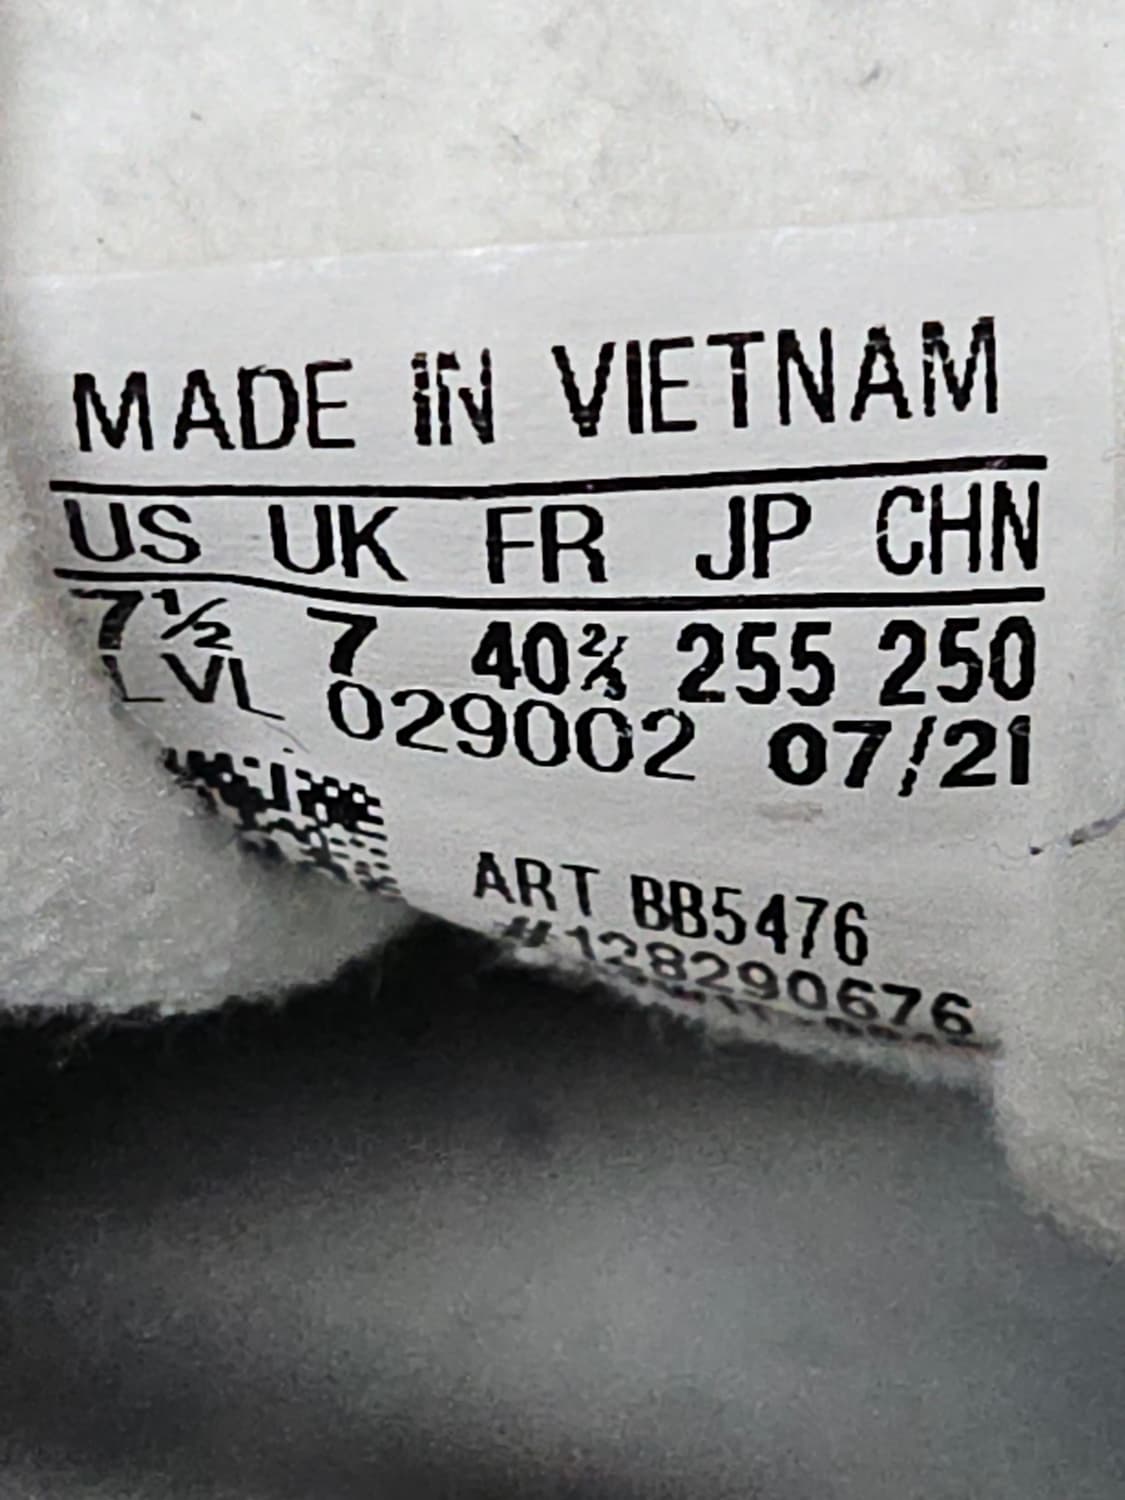 MADE IN VIETNAM
US UK FR JP CHN
7½ 7 40⅔ 255 250
LVL 029002 07/21
ART BB5476
#128290676